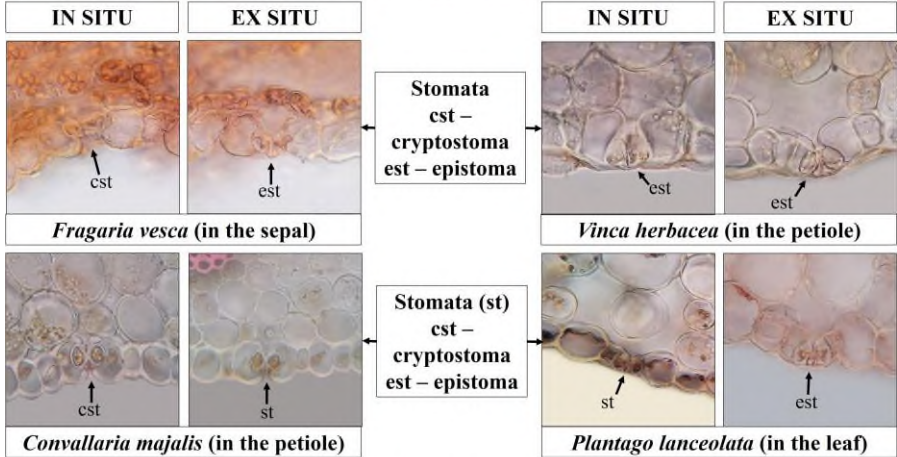 IN SITU
EX SITU
IN SITU
EX SITU
cst
est
Stomata
cst –
cryptostoma
est – epistoma
est
est
Fragaria vesca (in the sepal)
Vinca herbacea (in the petiole)
cst
st
Stomata (st)
cst –
cryptostoma
est – epistoma
st
est
Convallaria majalis (in the petiole)
Plantago lanceolata (in the leaf)